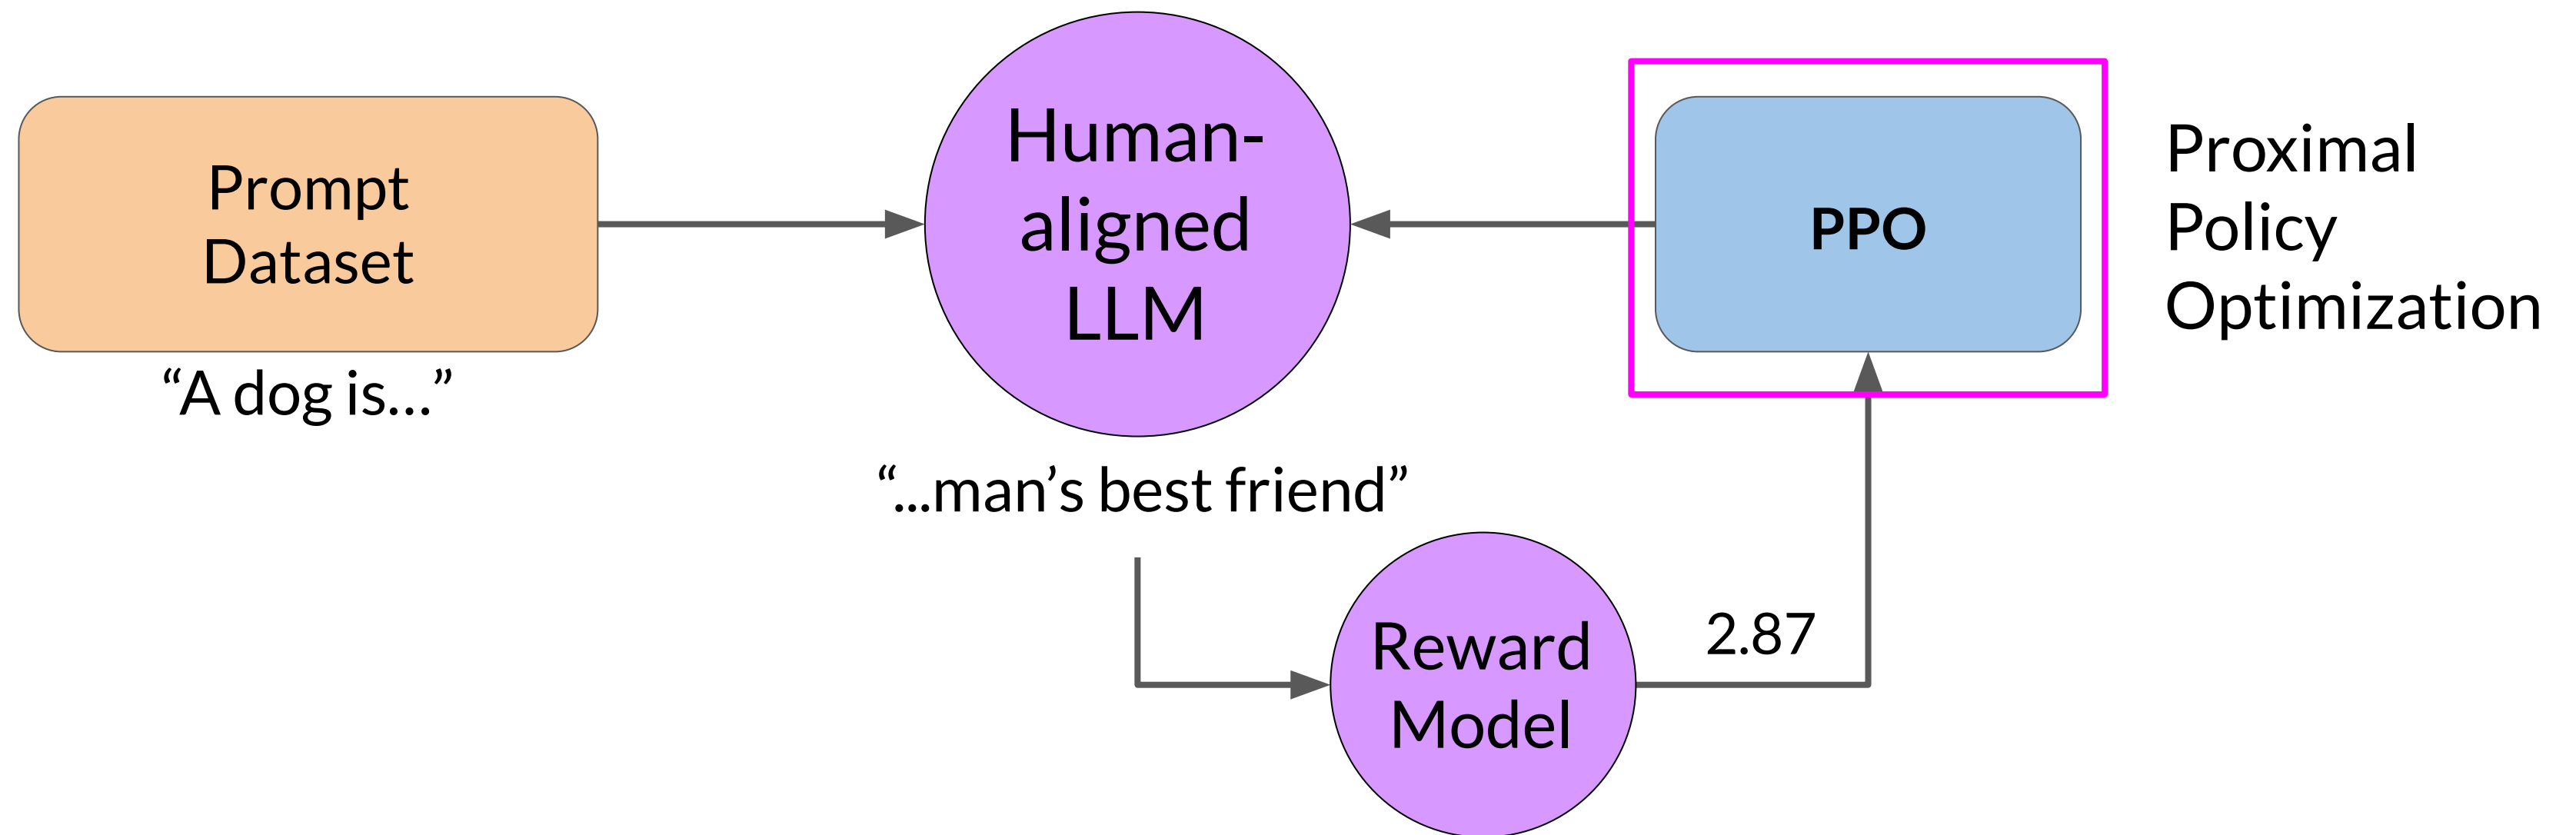 Prompt
Dataset
“A dog is...”
Human-
aligned
LLM
“...man’s best friend”
Reward
Model
2.87
PPO
Proximal
Policy
Optimization